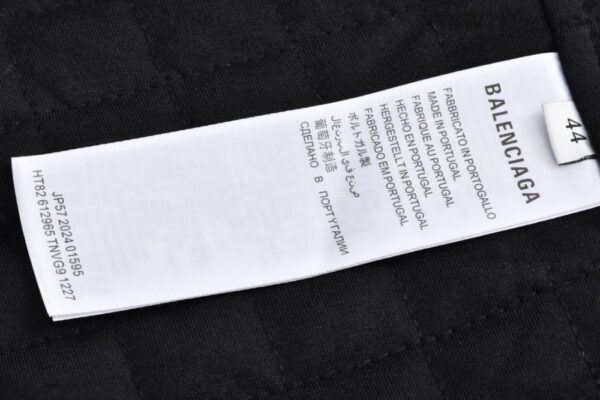 BALENCIAGA
44
FABBRICATO IN PORTOGALLO
MADE IN PORTUGAL
FABRIQUE AU PORTUGAL
HECHO EN PORTUGAL
HERGESTELLT IN PORTUGAL
FABRICADO EM PORTUGAL
ポルトガル製
صنع في البرتغال
葡萄牙制造
СДЕЛАНО В ПОРТУГАЛИИ
JP57 2024 01595
HT82 612965 TNVG9 1227